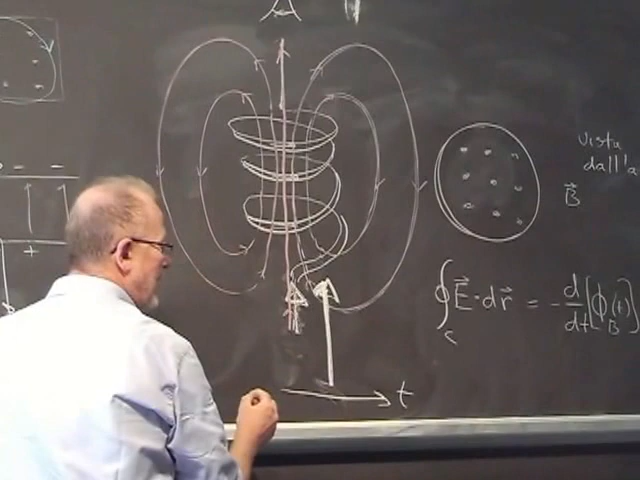 - -
+
vista
dall'a
B⃗
∮ E⃗ · dr⃗ = - d/dt [ϕ_B(t)]
C
t